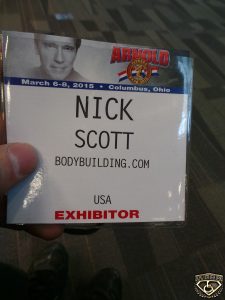 ARNOLD
March 6-8, 2015 • Columbus, Ohio
NICK
SCOTT
BODYBUILDING.COM
USA
EXHIBITOR